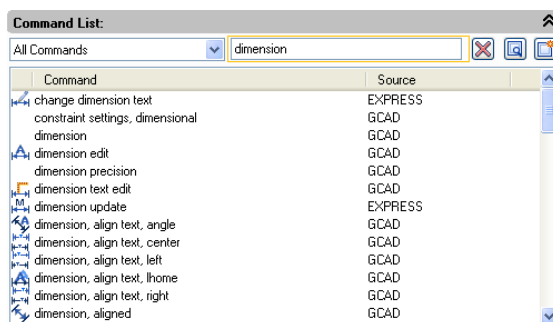 Command List:
All Commands dimension
Command Source
change dimension text EXPRESS
constraint settings, dimensional GCAD
dimension GCAD
dimension edit GCAD
dimension precision GCAD
dimension text edit GCAD
dimension update EXPRESS
dimension, align text, angle GCAD
dimension, align text, center GCAD
dimension, align text, left GCAD
dimension, align text, lhome GCAD
dimension, align text, right GCAD
dimension, aligned GCAD